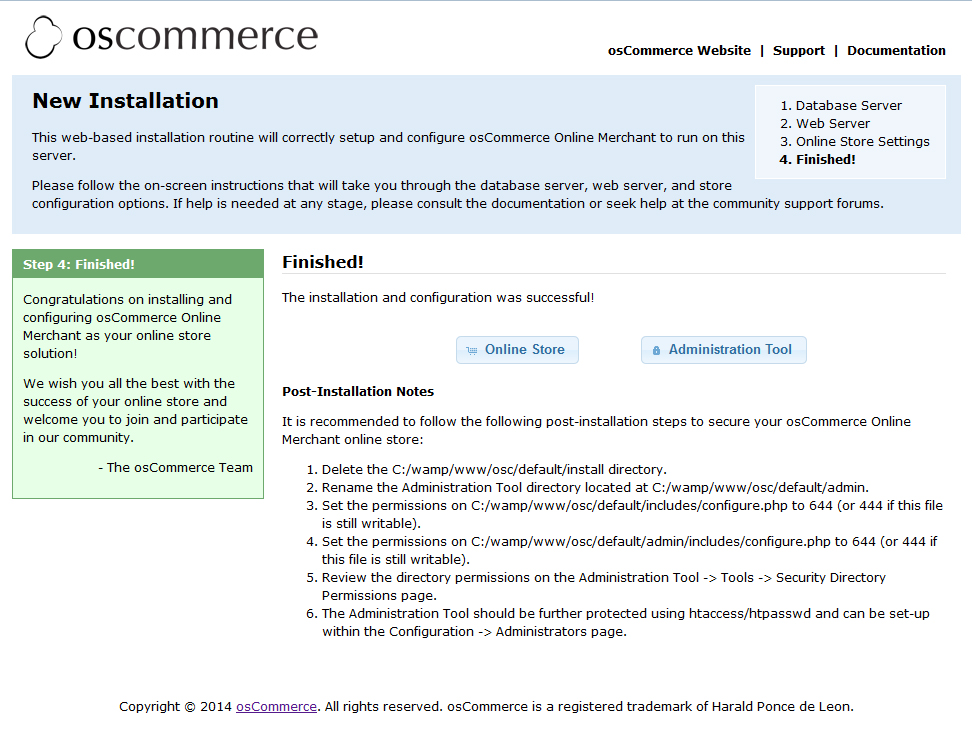 oscommerce
osCommerce Website | Support | Documentation
New Installation
This web-based installation routine will correctly setup and configure osCommerce Online Merchant to run on this
server.
Please follow the on-screen instructions that will take you through the database server, web server, and store
configuration options. If help is needed at any stage, please consult the documentation or seek help at the community support forums.
1. Database Server
2. Web Server
3. Online Store Settings
4. Finished!
Step 4: Finished!
Congratulations on installing and
configuring osCommerce Online
Merchant as your online store
solution!
We wish you all the best with the
success of your online store and
welcome you to join and participate
in our community.
- The osCommerce Team
Finished!
The installation and configuration was successful!
Online Store
Administration Tool
Post-Installation Notes
It is recommended to follow the following post-installation steps to secure your osCommerce Online
Merchant online store:
1. Delete the C:/wamp/www/osc/default/install directory.
2. Rename the Administration Tool directory located at C:/wamp/www/osc/default/admin.
3. Set the permissions on C:/wamp/www/osc/default/includes/configure.php to 644 (or 444 if this file
is still writable).
4. Set the permissions on C:/wamp/www/osc/default/admin/includes/configure.php to 644 (or 444 if
this file is still writable).
5. Review the directory permissions on the Administration Tool -> Tools -> Security Directory
Permissions page.
6. The Administration Tool should be further protected using htaccess/htpasswd and can be set-up
within the Configuration -> Administrators page.
Copyright © 2014 osCommerce. All rights reserved. osCommerce is a registered trademark of Harald Ponce de Leon.